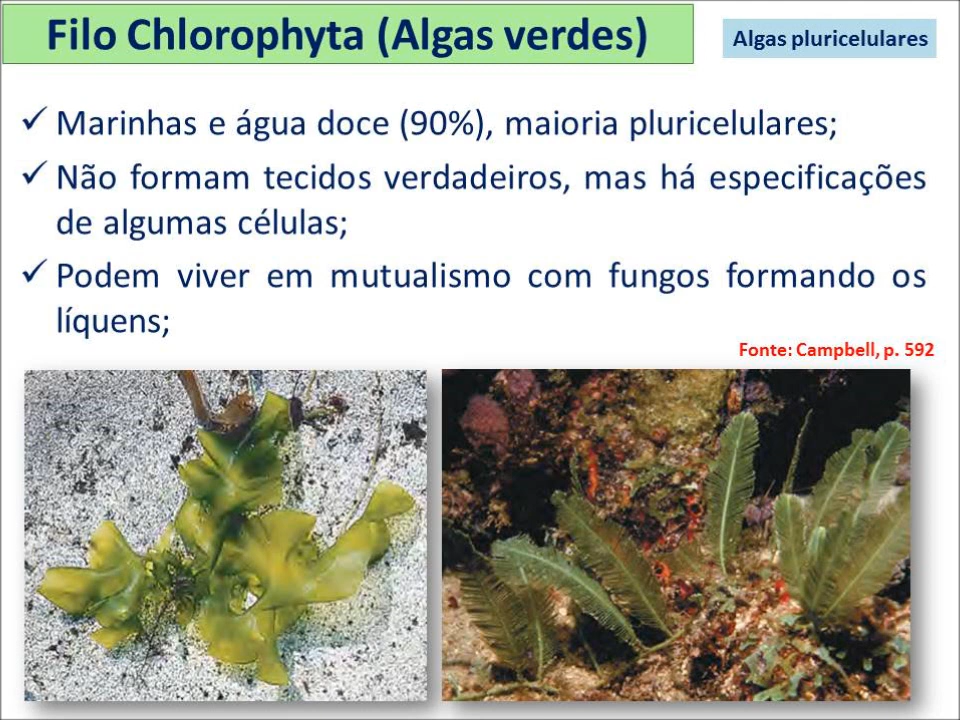 Filo Chlorophyta (Algas verdes)
Algas pluricelulares
✓ Marinhas e água doce (90%), maioria pluricelulares;
✓ Não formam tecidos verdadeiros, mas há especificações
de algumas células;
✓ Podem viver em mutualismo com fungos formando os
líquens;
Fonte: Campbell, p. 592